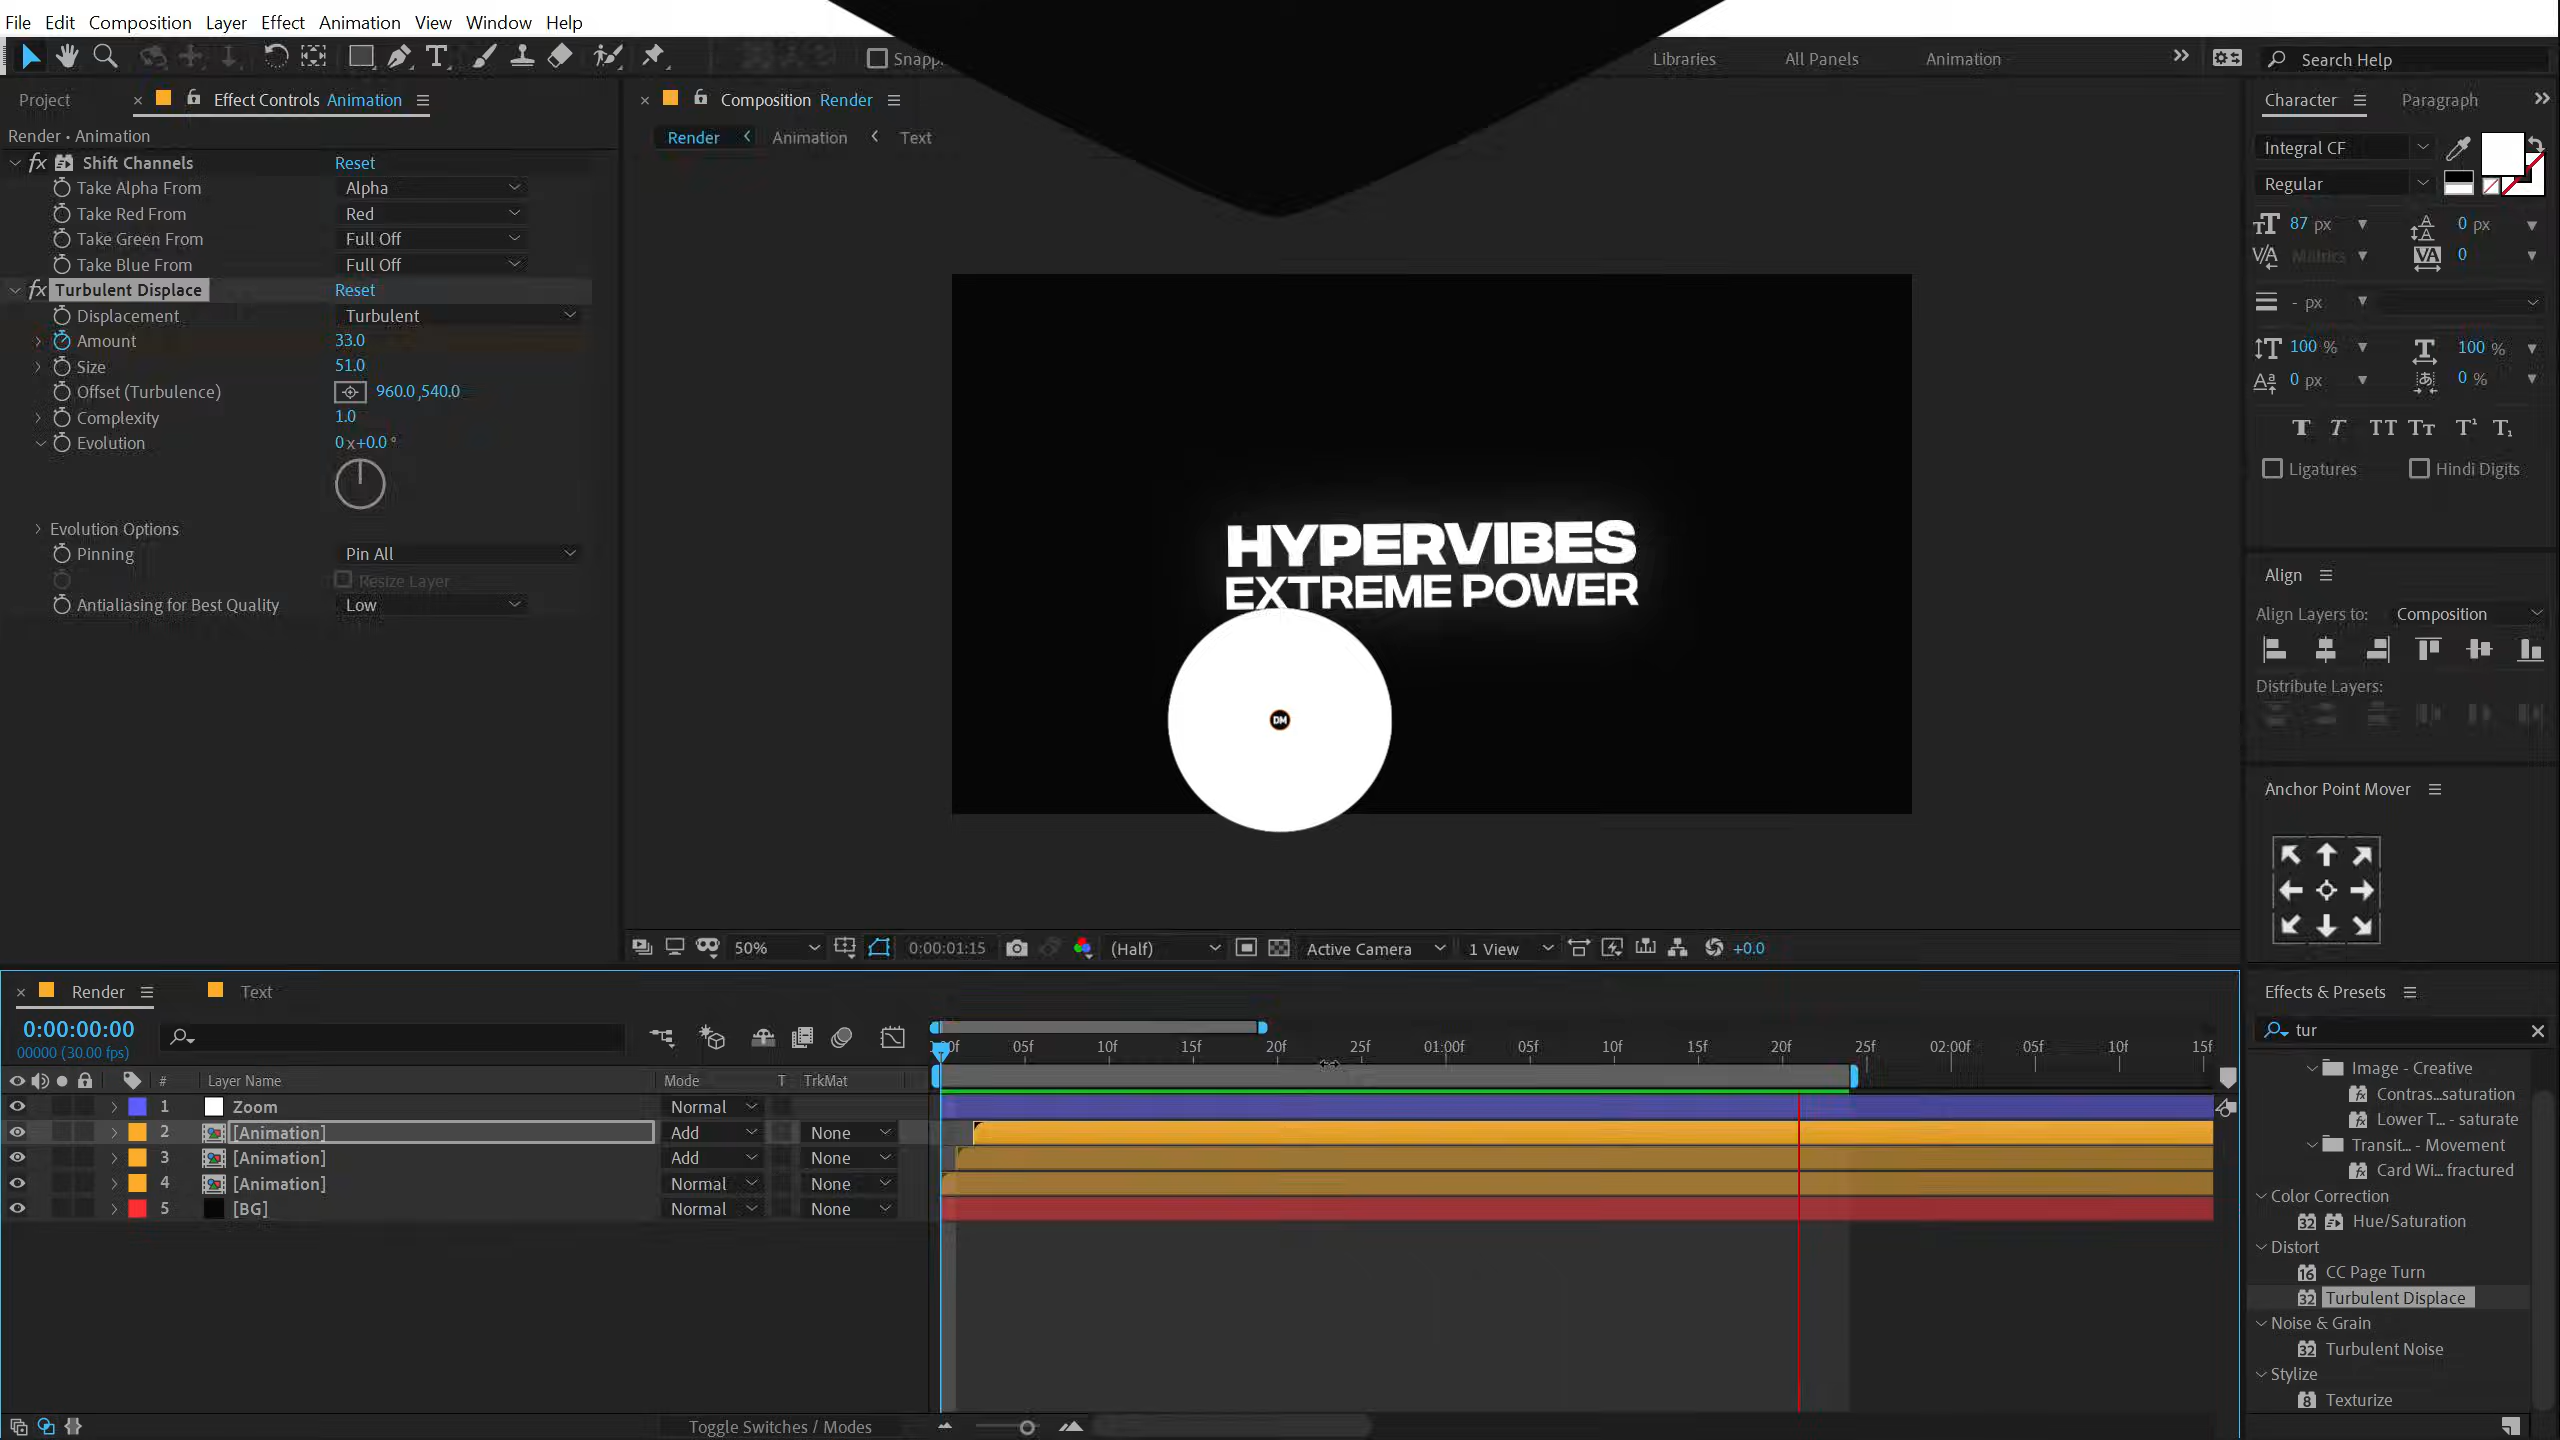 File Edit Composition Layer Effect Animation View Window Help
Snapp
Libraries All Panels Animation Search Help
Project × Effect Controls Animation
× Composition Render
Character Paragraph
Render • Animation
Render Animation Text
fx Shift Channels Reset
Take Alpha From Alpha
Take Red From Red
Take Green From Full Off
Take Blue From Full Off
fx Turbulent Displace Reset
Displacement Turbulent
Amount 33.0
Size 51.0
Offset (Turbulence) 960.0 ,540.0
Complexity 1.0
Evolution 0 x+0.0 °
Evolution Options
Pinning Pin All
Resize Layer
Antialiasing for Best Quality Low
HYPERVIBES
EXTREME POWER
DM
Integral CF
Regular
87 px 0 px
Metrics 0
- px
100 % 100 %
0 px 0 %
Ligatures Hindi Digits
Align
Align Layers to: Composition
Distribute Layers:
Anchor Point Mover
50% 0:00:01:15 (Half) Active Camera 1 View +0.0
× Render Text
0:00:00:00
00000 (30.00 fps)
05f 10f 15f 20f 25f 01:00f 05f 10f 15f 20f 25f 02:00f 05f 10f 15f
# Layer Name Mode T TrkMat
1 Zoom Normal
2 [Animation] Add None
3 [Animation] Add None
4 [Animation] Normal None
5 [BG] Normal None
Toggle Switches / Modes
Effects & Presets
tur ×
Image - Creative
Contras...saturation
Lower T... - saturate
Transit... - Movement
Card Wi... fractured
Color Correction
32 Hue/Saturation
Distort
16 CC Page Turn
32 Turbulent Displace
Noise & Grain
32 Turbulent Noise
Stylize
8 Texturize